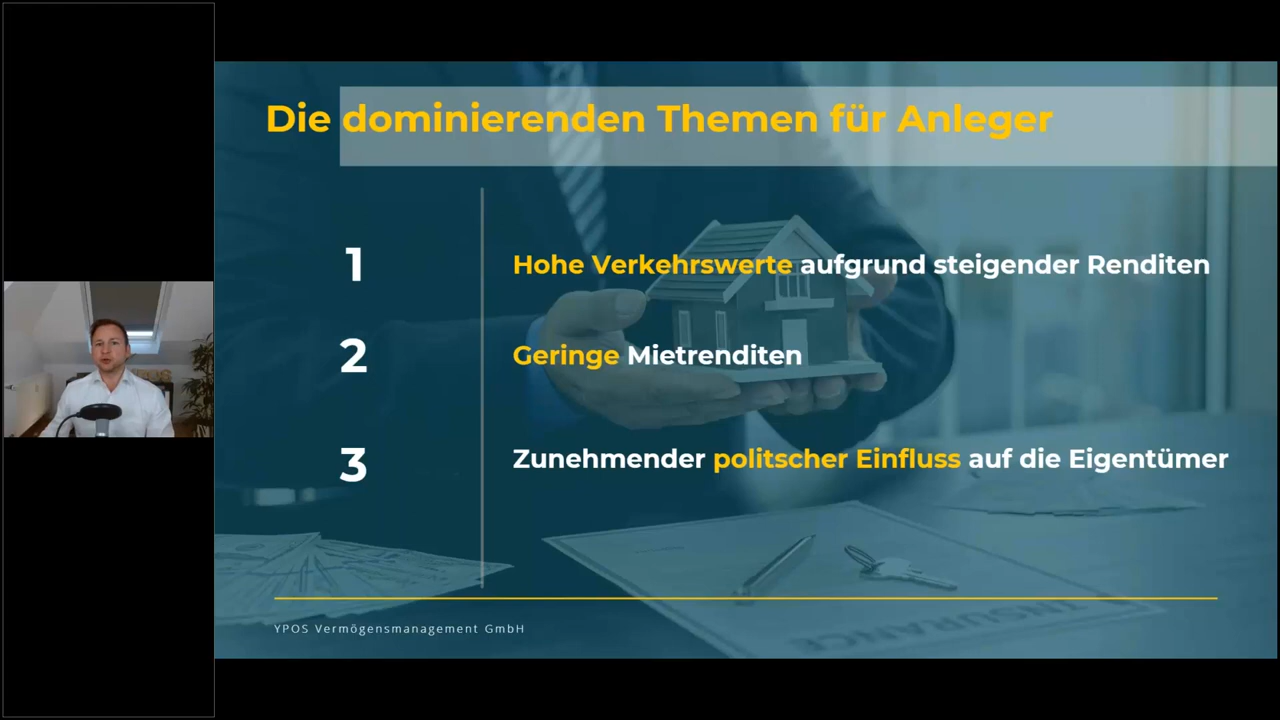 Die dominierenden Themen für Anleger
1
Hohe Verkehrswerte aufgrund steigender Renditen
2
Geringe Mietrenditen
3
Zunehmender politscher Einfluss auf die Eigentümer
INSURANCE
YPOS Vermögensmanagement GmbH